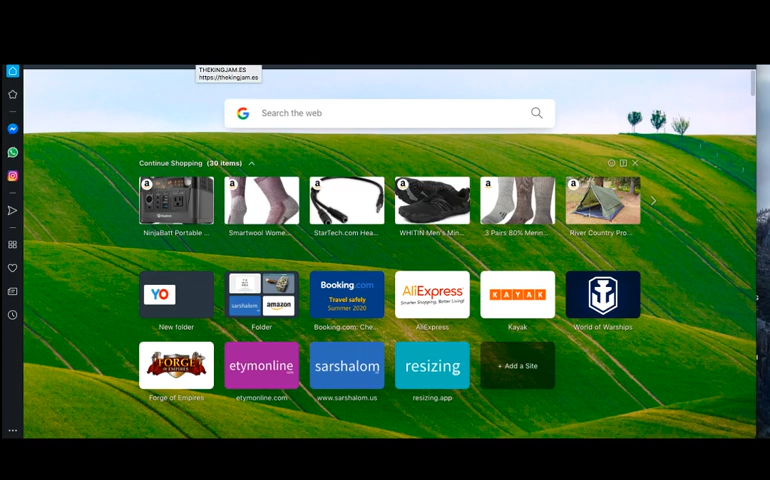 THEKINGJAM.ES
https://thekingjam.es
Search the web
Continue Shopping (30 items)
NinjaBatt Portable ...
Smartwool Wome...
StarTech.com Hea...
WHITIN Men's Min...
3 Pairs 80% Merin...
River Country Pro...
YO
sarshalom
amazon
Booking.com
Travel safely
Summer 2020
AliExpress
Smarter Shopping, Better Living!
KAYAK
New folder
Folder
Booking.com: Che...
AliExpress
Kayak
World of Warships
FORGE
OF EMPIRES
etymonline
sarshalom
resizing
+ Add a Site
Forge of Empires
etymonline.com
www.sarshalom.us
resizing.app